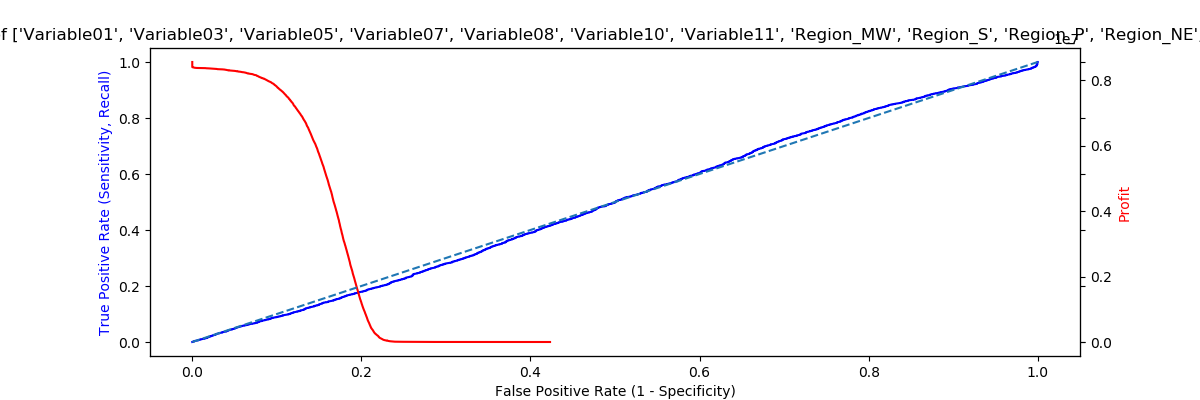 f ['Variable01', 'Variable03', 'Variable05', 'Variable07', 'Variable08', 'Variable10', 'Variable11', 'Region_MW', 'Region_S', 'Region_P', 'Region_NE',
1e7
1.0
0.8
0.6
0.4
0.2
0.0
True Positive Rate (Sensitivity, Recall)
0.8
0.6
0.4
0.2
0.0
Profit
0.0 0.2 0.4 0.6 0.8 1.0
False Positive Rate (1 - Specificity)